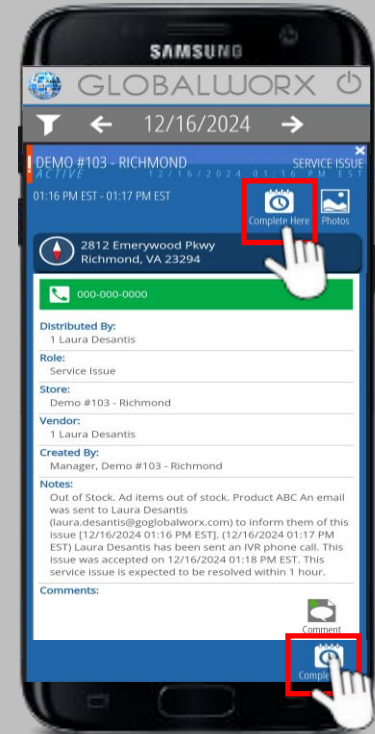 SAMSUNG
GLOBALWORX
12/16/2024
DEMO #103 - RICHMOND SERVICE ISSUE
ACTIVE 12/16/2024 01:16 PM EST
01:16 PM EST - 01:17 PM EST
Complete Here Photos
2812 Emerywood Pkwy
Richmond, VA 23294
000-000-0000
Distributed By:
1 Laura Desantis
Role:
Service Issue
Store:
Demo #103 - Richmond
Vendor:
1 Laura Desantis
Created By:
Manager, Demo #103 - Richmond
Notes:
Out of Stock. Ad items out of stock. Product ABC An email
was sent to Laura Desantis
(laura.desantis@goglobalworx.com) to inform them of this
issue [12/16/2024 01:16 PM EST]. (12/16/2024 01:17 PM
EST) Laura Desantis has been sent an IVR phone call. This
issue was accepted on 12/16/2024 01:18 PM EST. This
service issue is expected to be resolved within 1 hour.
Comments:
Comment